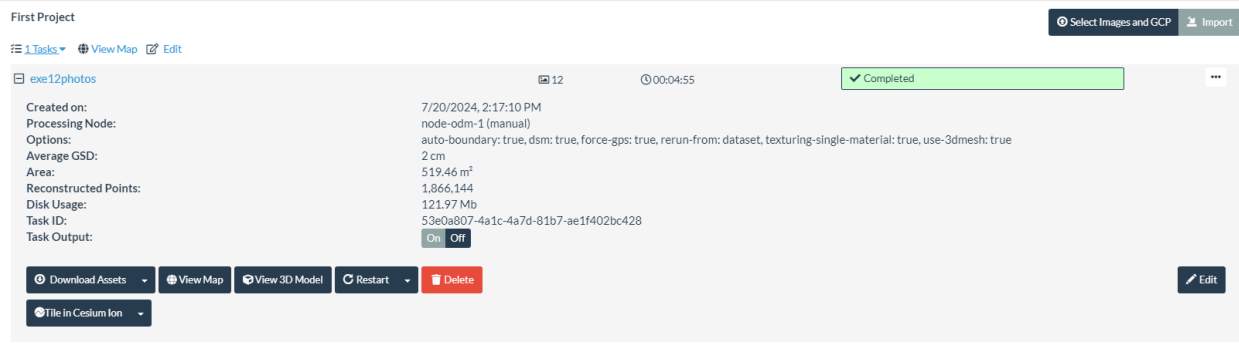 First Project
Select Images and GCP Import
1 Tasks View Map Edit
exe12photos 12 00:04:55 Completed
Created on: 7/20/2024, 2:17:10 PM
Processing Node: node-odm-1 (manual)
Options: auto-boundary: true, dsm: true, force-gps: true, rerun-from: dataset, texturing-single-material: true, use-3dmesh: true
Average GSD: 2 cm
Area: 519.46 m²
Reconstructed Points: 1,866,144
Disk Usage: 121.97 Mb
Task ID: 53e0a807-4a1c-4a7d-81b7-ae1f402bc428
Task Output: On Off
Download Assets View Map View 3D Model Restart Delete Edit
Tile in Cesium Ion